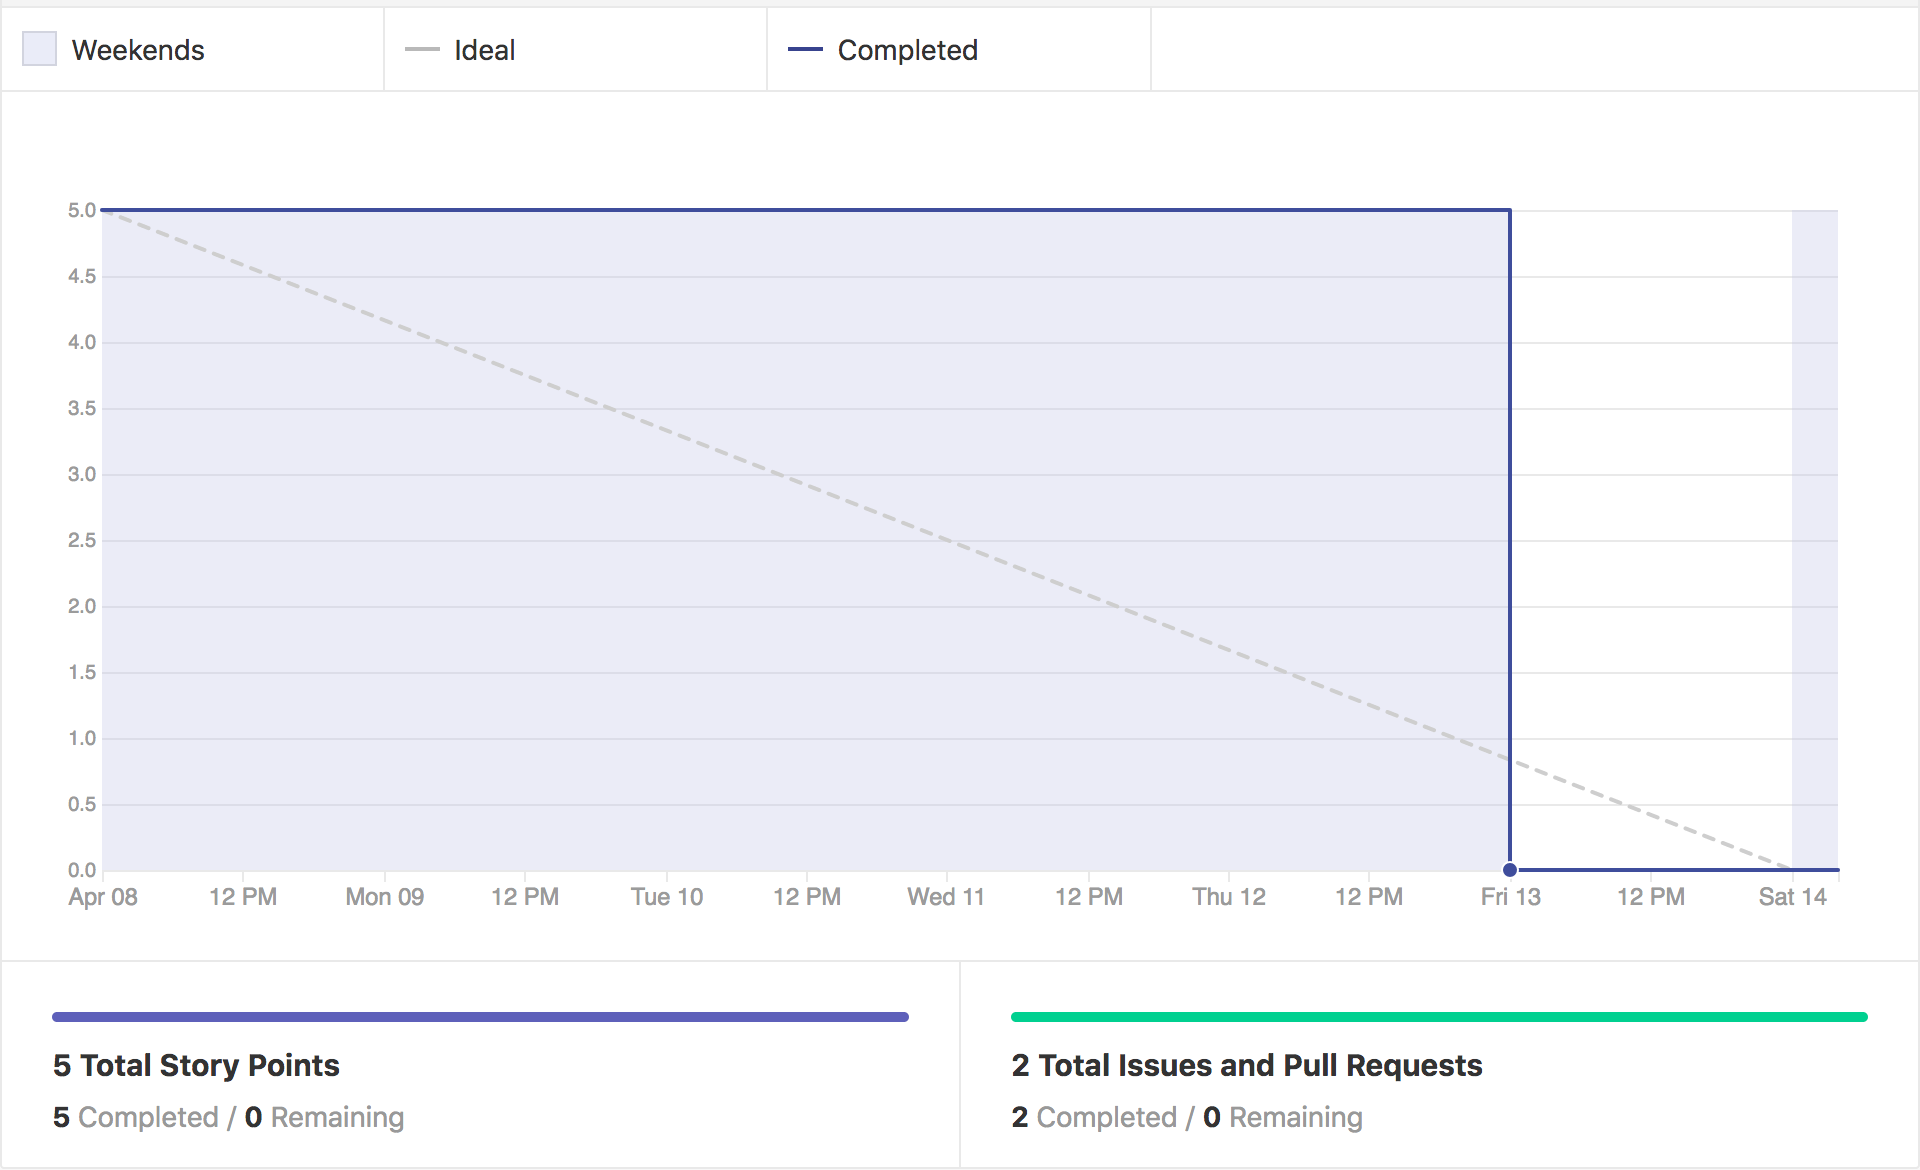 Weekends Ideal Completed
5.0
4.5
4.0
3.5
3.0
2.5
2.0
1.5
1.0
0.5
0.0
Apr 08 12 PM Mon 09 12 PM Tue 10 12 PM Wed 11 12 PM Thu 12 12 PM Fri 13 12 PM Sat 14
5 Total Story Points
5 Completed / 0 Remaining
2 Total Issues and Pull Requests
2 Completed / 0 Remaining